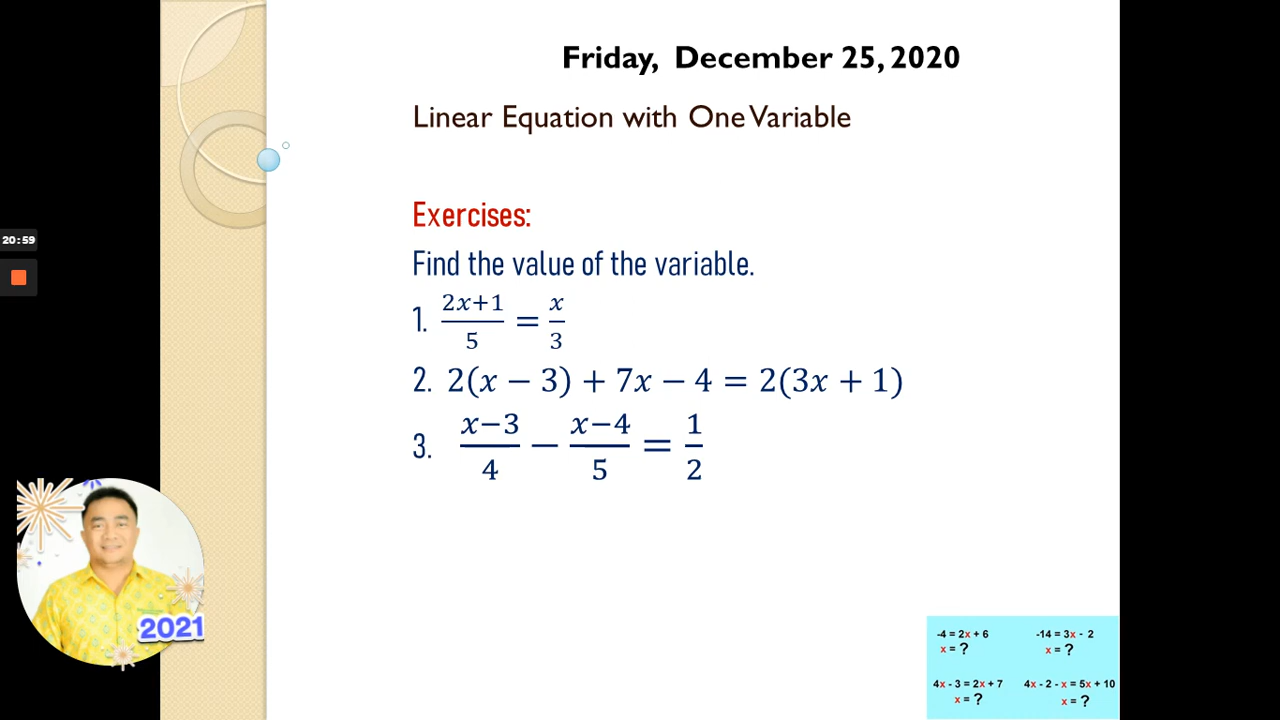 Friday, December 25, 2020
Linear Equation with One Variable
20:59
Exercises:
Find the value of the variable.
1. (2x+1)/5 = x/3
2. 2(x − 3) + 7x − 4 = 2(3x + 1)
3. (x−3)/4 − (x−4)/5 = 1/2
2021
-4 = 2x + 6
x = ?
-14 = 3x - 2
x = ?
4x - 3 = 2x + 7
x = ?
4x - 2 - x = 5x + 10
x = ?